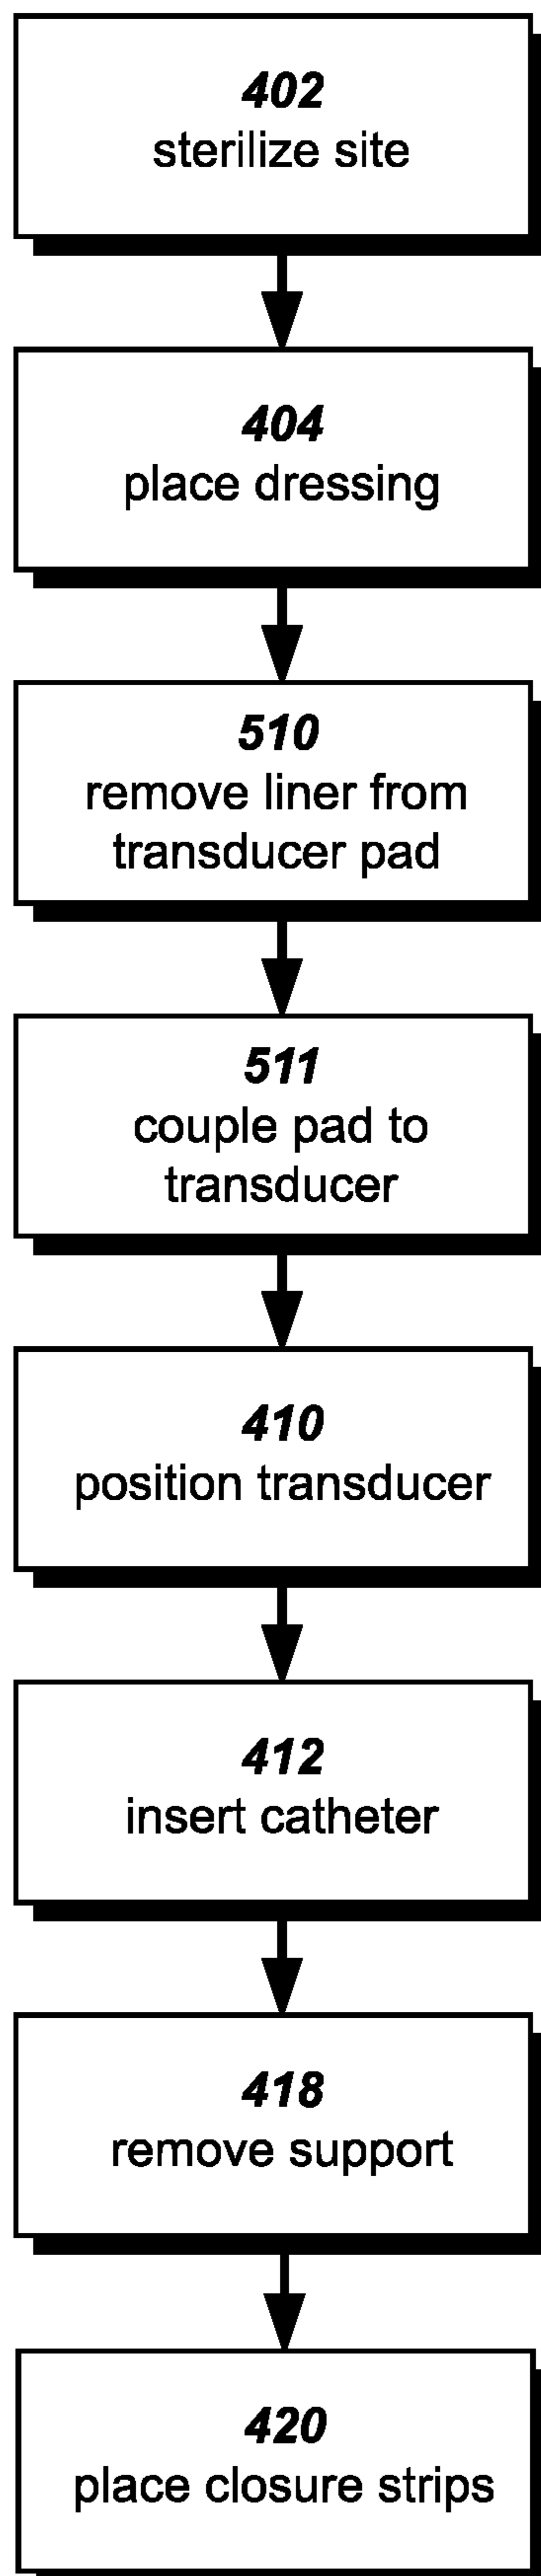 402
sterilize site
404
place dressing
510
remove liner from
transducer pad
511
couple pad to
transducer
410
position transducer
412
insert catheter
418
remove support
420
place closure strips